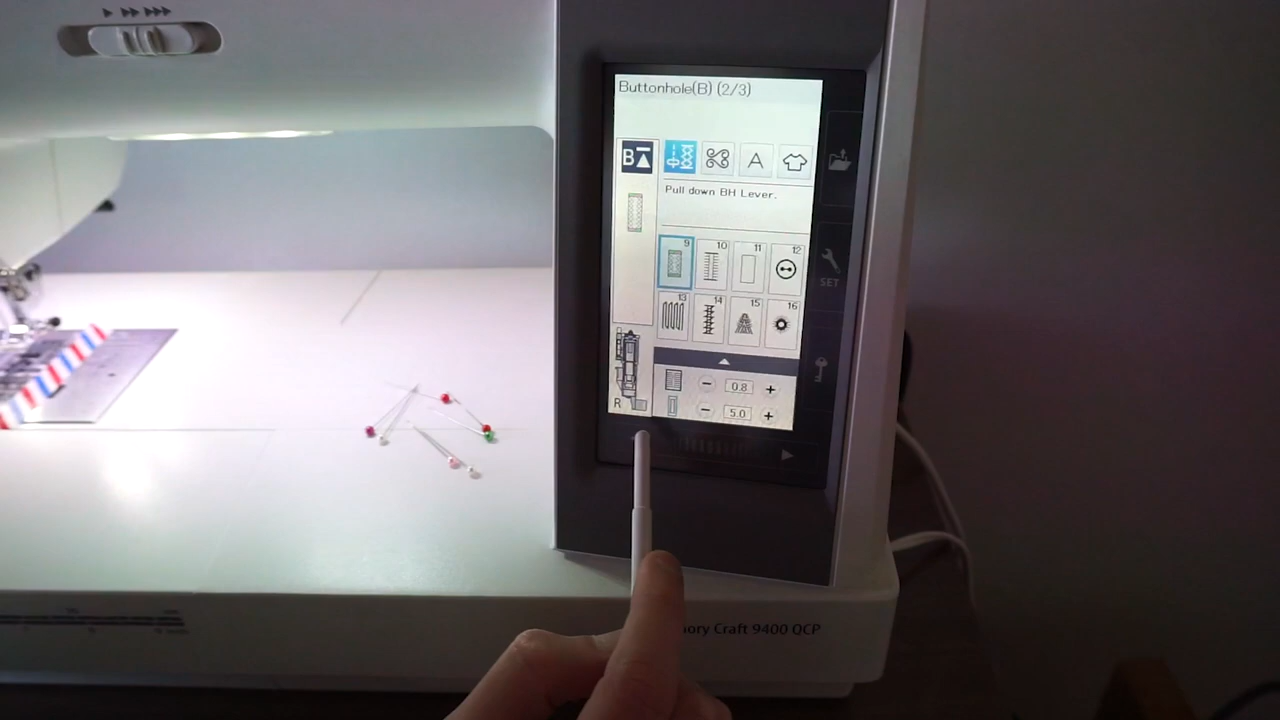 Buttonhole(B) (2/3)
B
A
Pull down BH Lever.
9 10 11 12
13 14 15 16
0.8
5.0
R
SET
ory Craft 9400 QCP